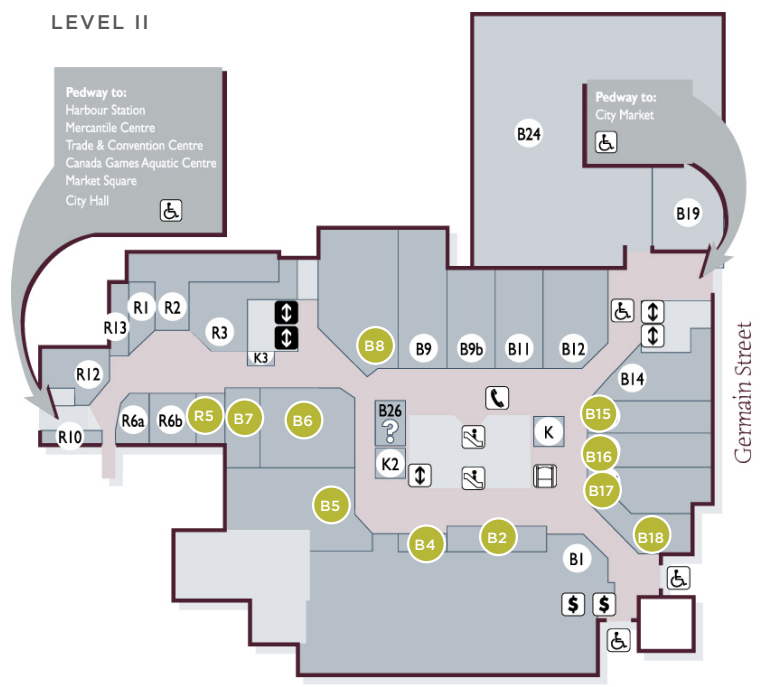 LEVEL II
Pedway to:
Harbour Station
Mercantile Centre
Trade & Convention Centre
Canada Games Aquatic Centre
Market Square
City Hall
Pedway to:
City Market
B24
B19
R13
R1
R2
R3
K3
B8
B9
B9b
B11
B12
B14
R12
R10
R6a
R6b
R5
B7
B6
B26
?
K2
K
B15
B16
B17
B18
B5
B4
B2
B1
$
$
Germain Street